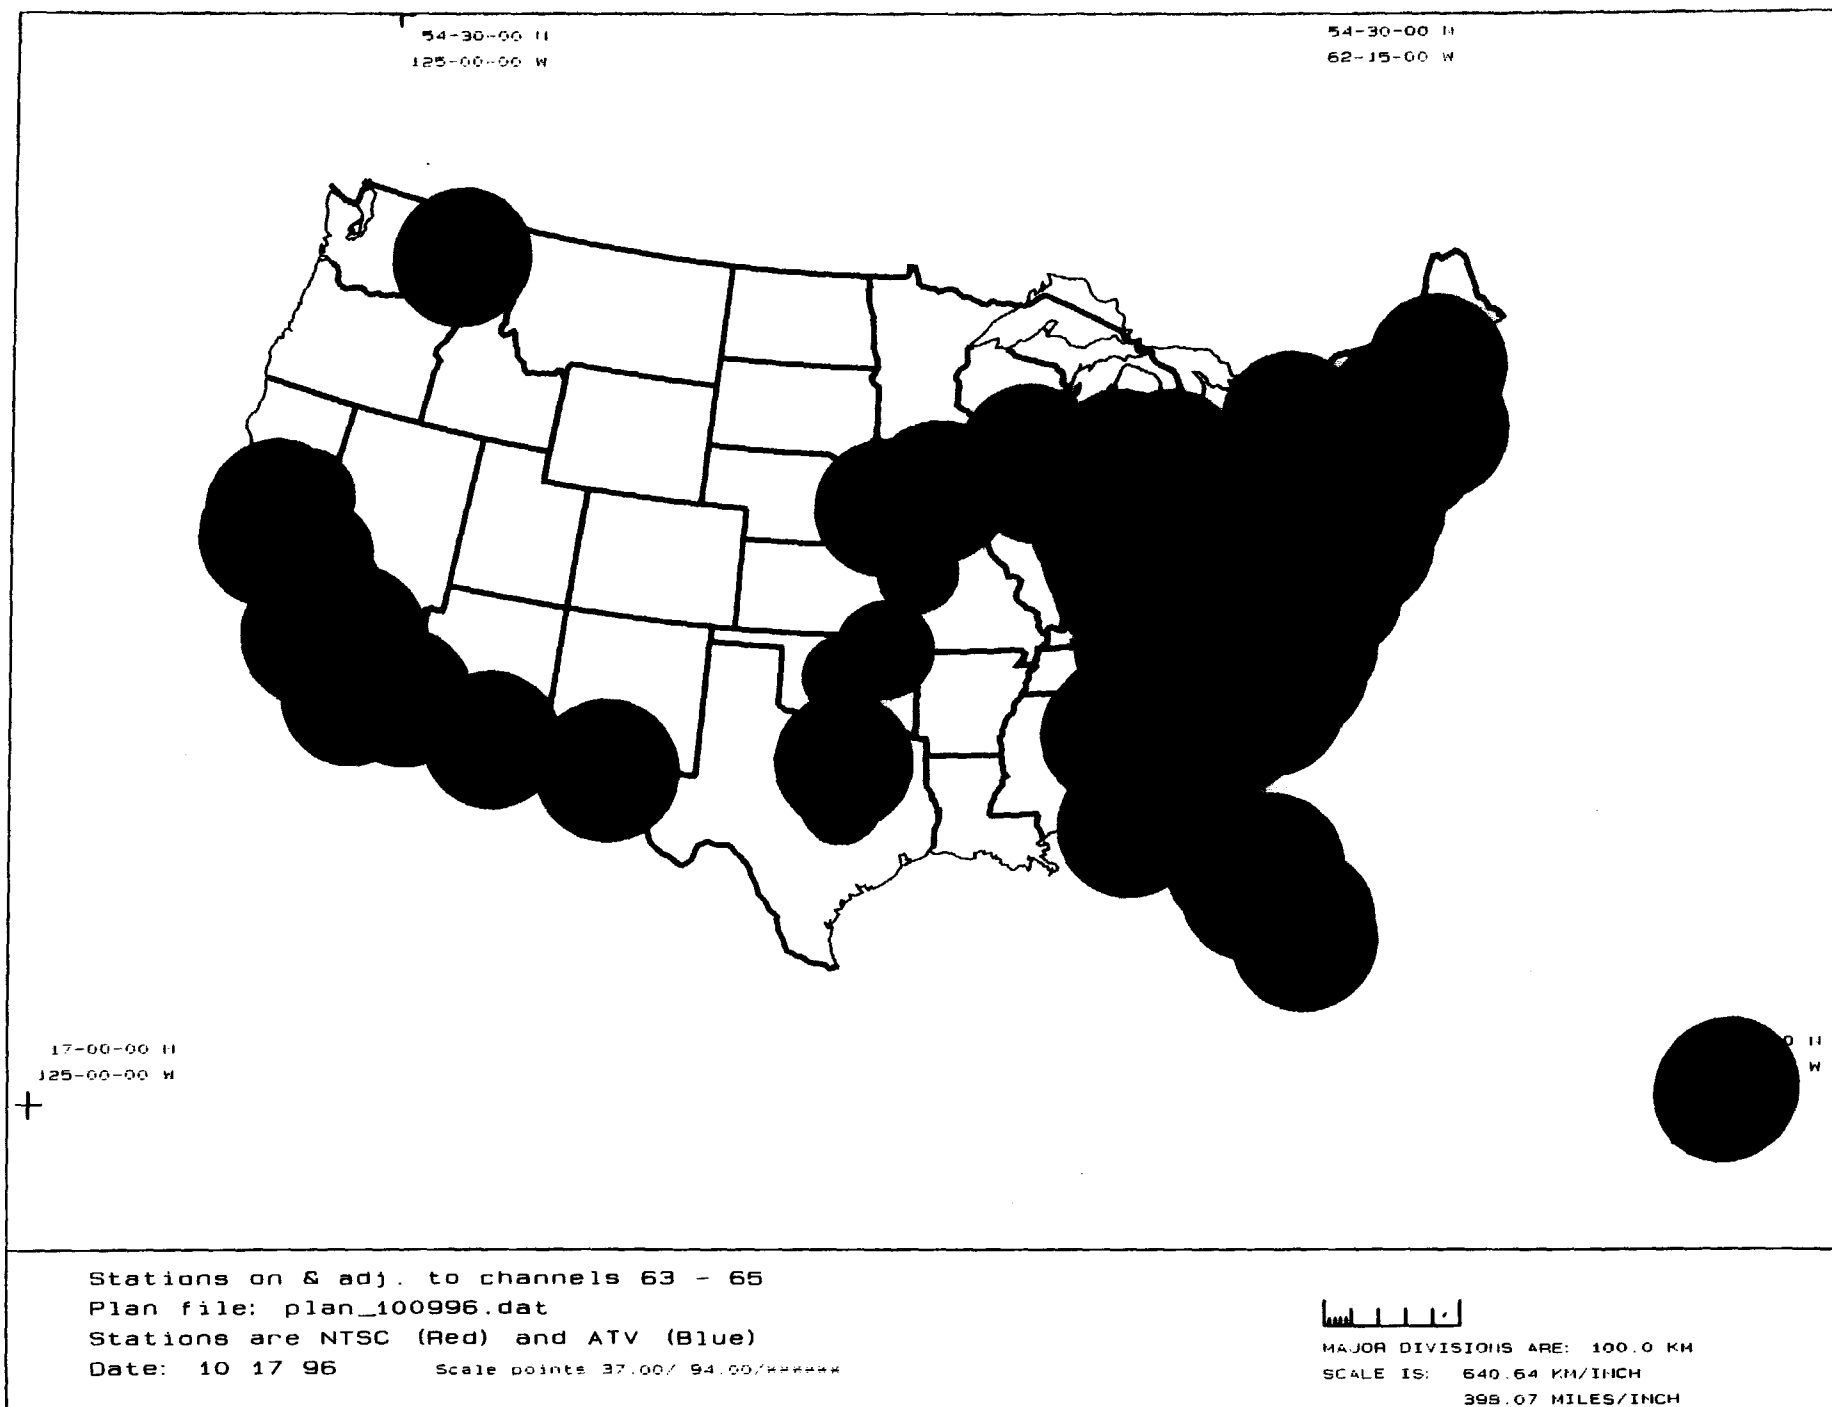 54-30-00 N
125-00-00 W
54-30-00 N
62-15-00 W
17-00-00 N
125-00-00 W
0 N
W
Stations on & adj. to channels 63 - 65
Plan file: plan_100996.dat
Stations are NTSC (Red) and ATV (Blue)
Date: 10 17 96 Scale points 37.00/ 94.00/******
MAJOR DIVISIONS ARE: 100.0 KM
SCALE IS: 640.64 KM/INCH
398.07 MILES/INCH